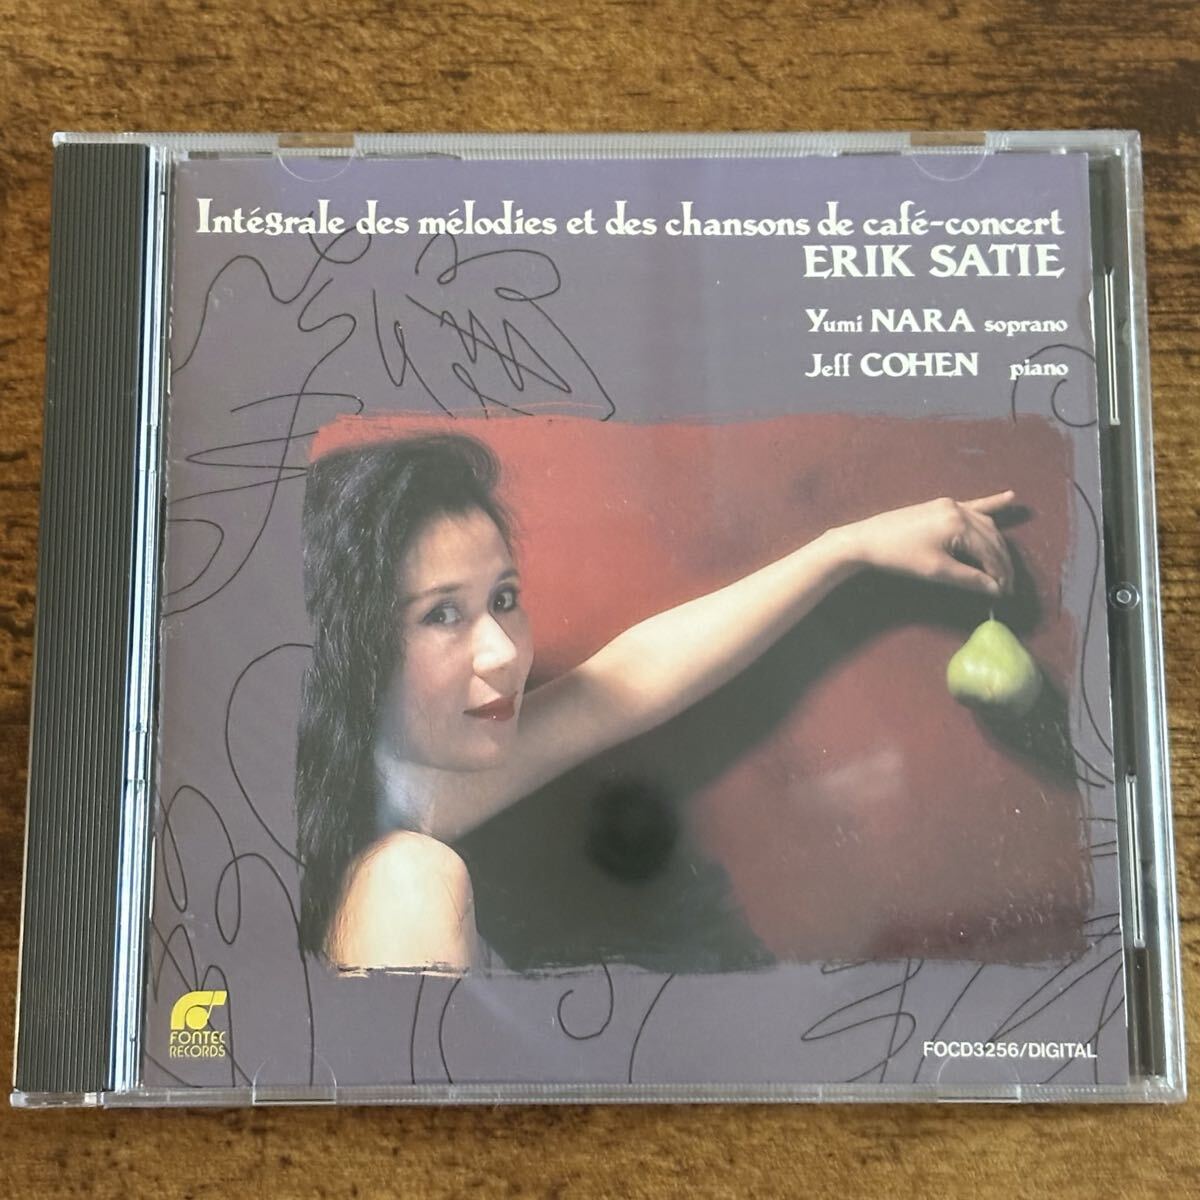 Intégrale des mélodies et des chansons de café-concert
ERIK SATIE
Yumi NARA soprano
Jeff COHEN piano
FONTEC
RECORDS
FOCD3256/DIGITAL